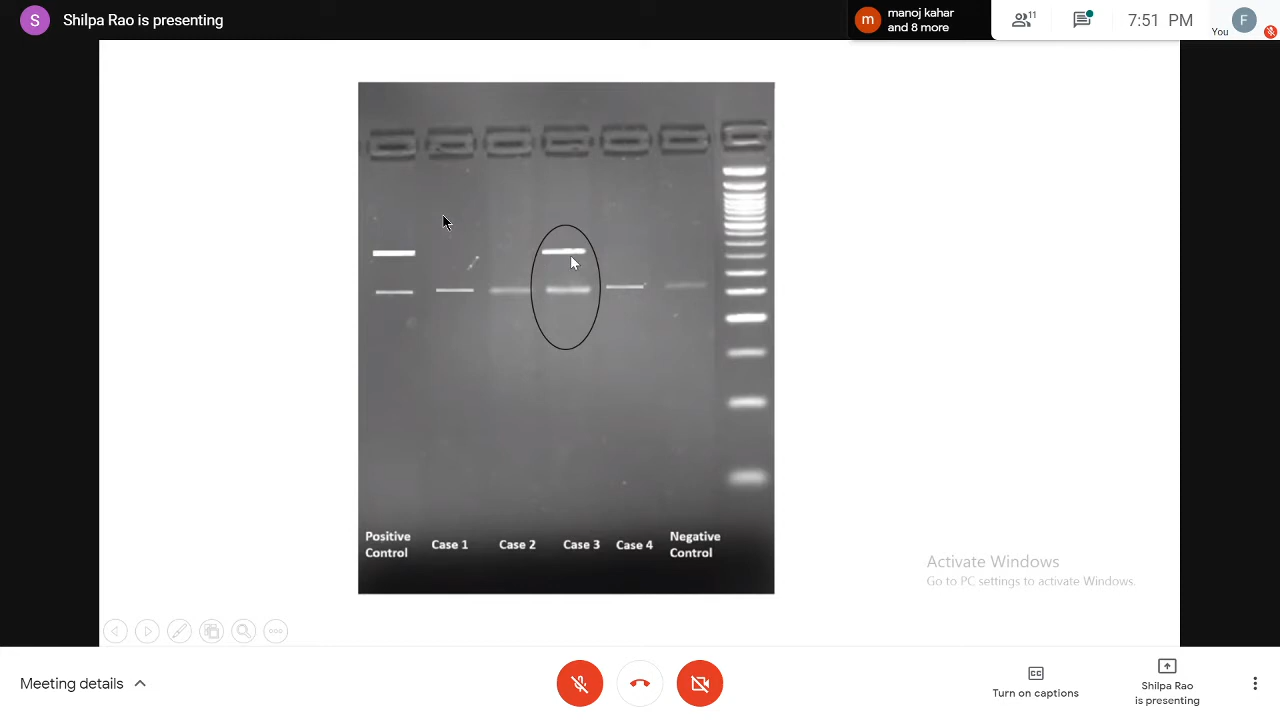 S Shilpa Rao is presenting
m manoj kahar
and 8 more
11
7:51 PM
You
F
Positive
Control
Case 1
Case 2
Case 3
Case 4
Negative
Control
Activate Windows
Go to PC settings to activate Windows.
Meeting details
CC
Turn on captions
Shilpa Rao
is presenting